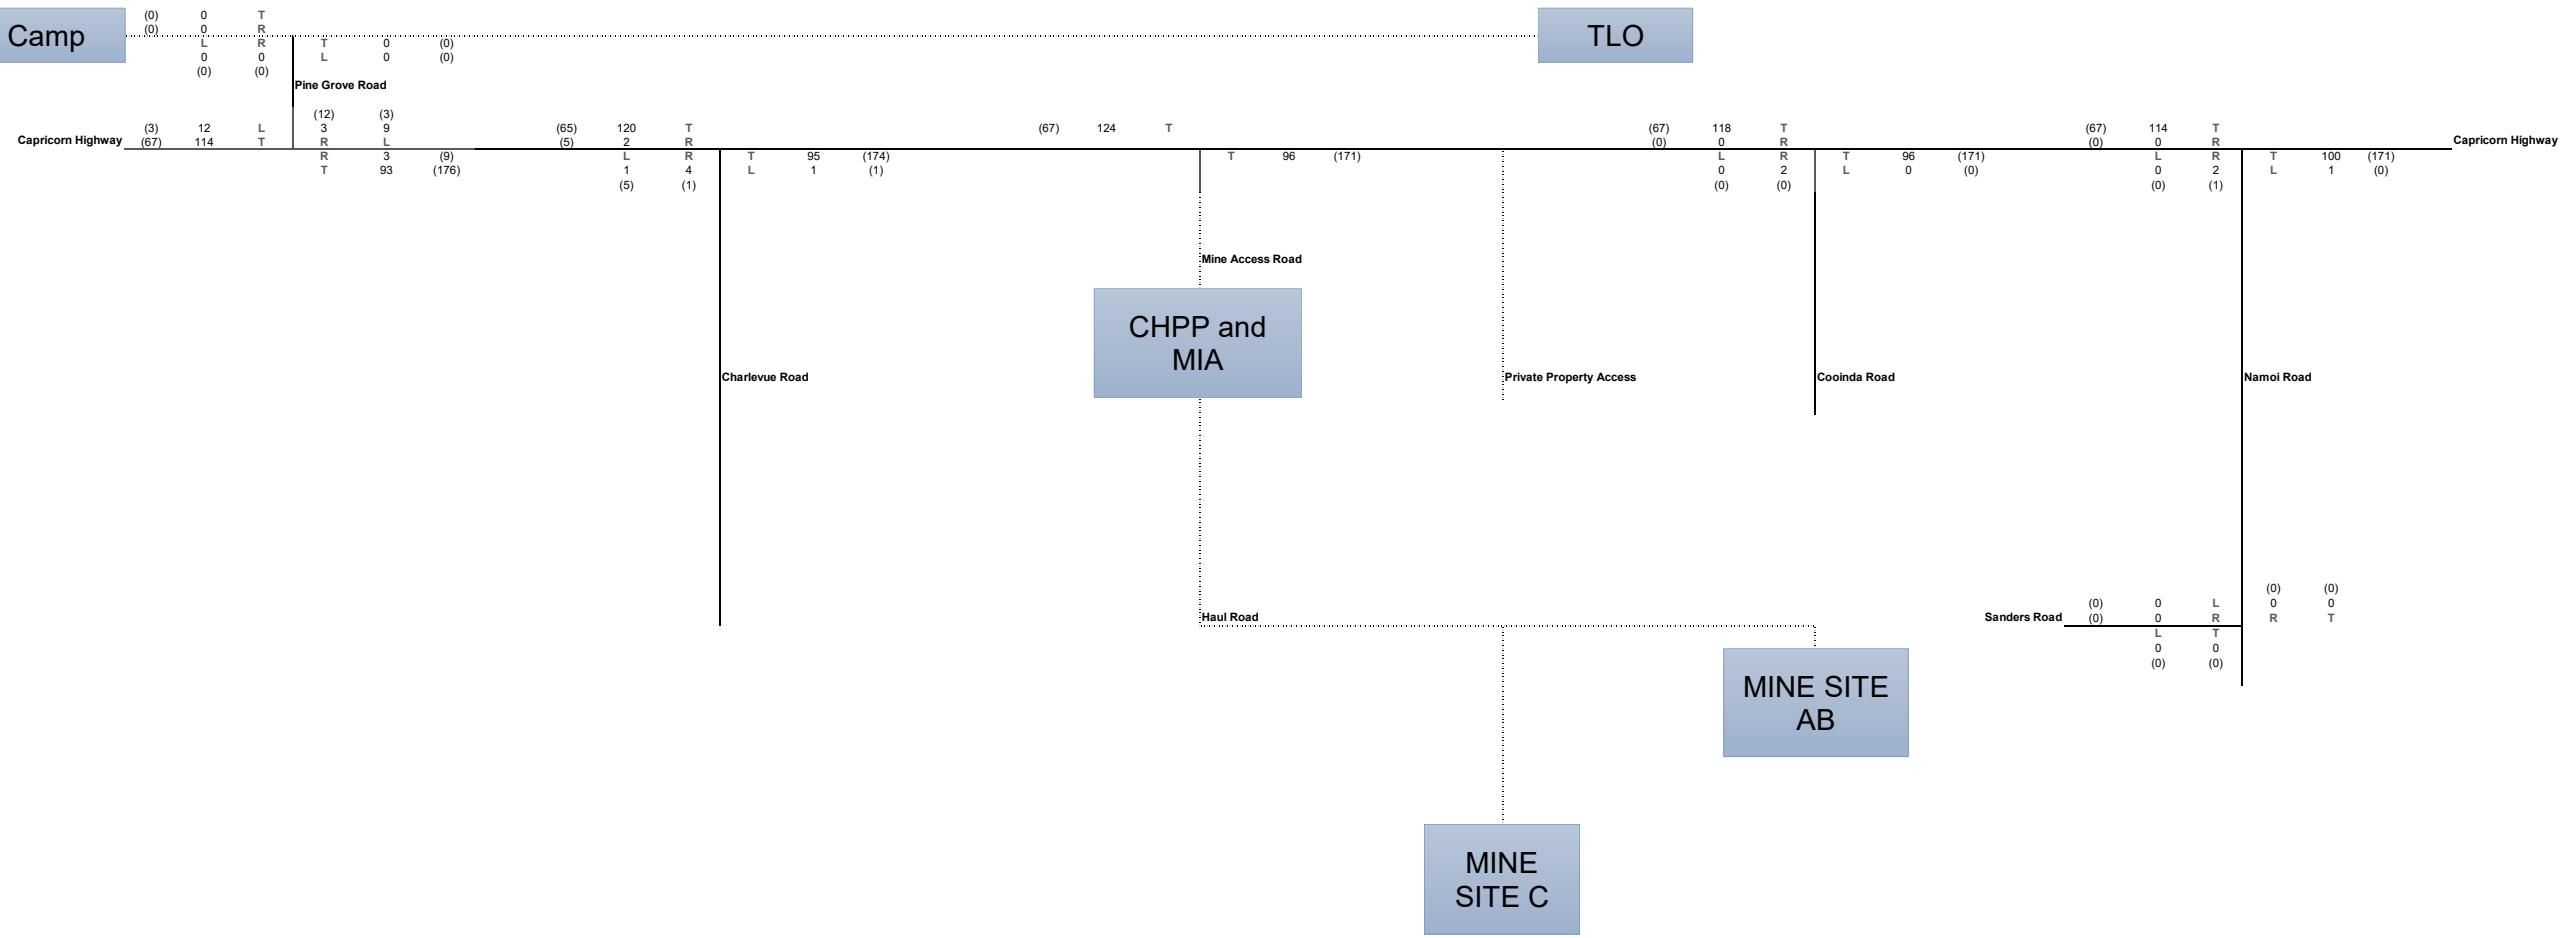 (0) 0 T
Camp (0) 0 R TLO
L R T 0 (0)
0 0 L 0 (0)
(0) (0)
Pine Grove Road
(12) (3)
(3) 12 L 3 9 (65) 120 T (67) 124 T (67) 118 T (67) 114 T
Capricorn Highway (67) 114 T R L (5) 2 R (0) 0 R (0) 0 R Capricorn Highway
R 3 (9) L R T 95 (174) T 96 (171) L R T 96 (171) L R T 100 (171)
T 93 (176) 1 4 L 1 (1) 0 2 L 0 (0) 0 2 L 1 (0)
(5) (1) (0) (0) (0) (1)
Mine Access Road
CHPP and
MIA
Charlevue Road Private Property Access Cooinda Road Namoi Road
(0) (0)
(0) 0 L 0 0
Haul Road Sanders Road (0) 0 R R T
L T
0 0
(0) (0)
MINE SITE
AB
MINE
SITE C